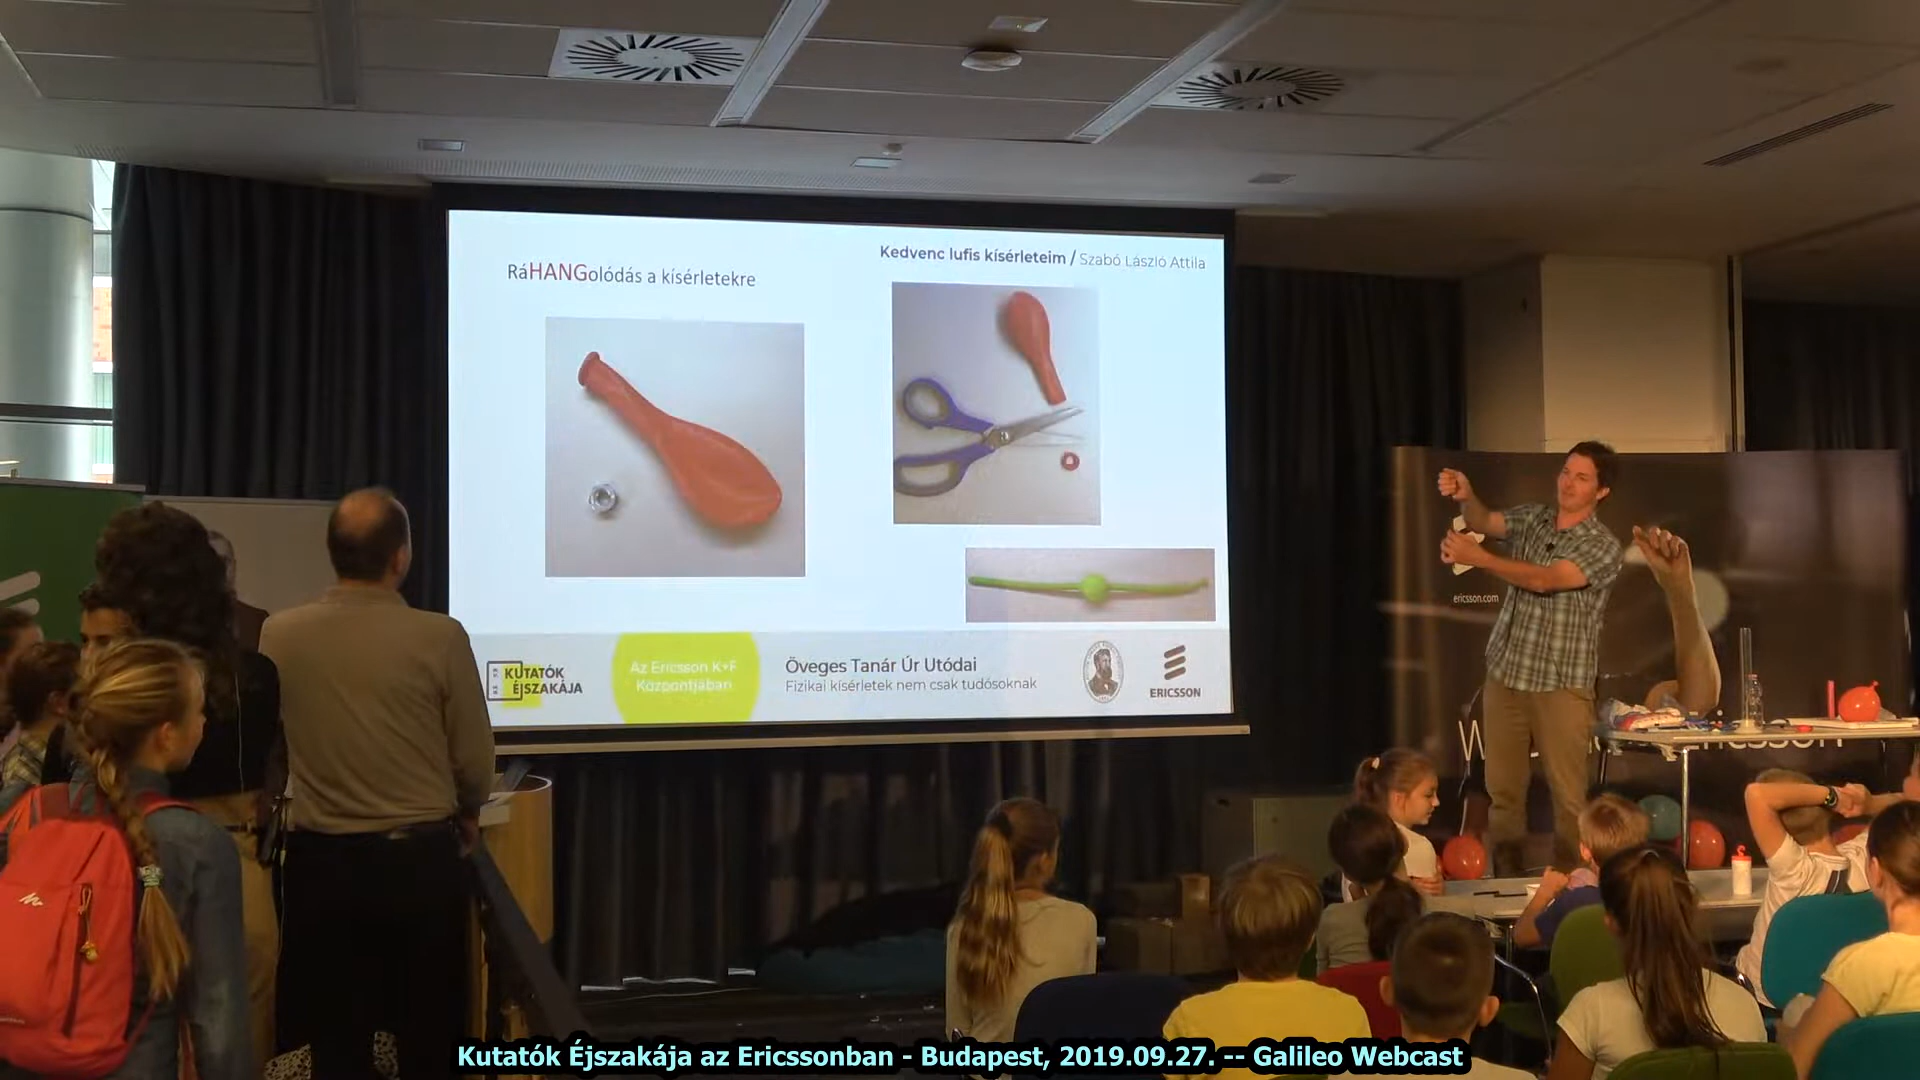 RáHANGolódás a kísérletekre
Kedvenc lufis kísérleteim / Szabó László Attila
KUTATÓK
ÉJSZAKÁJA
Az Ericsson K+F
Központjában
Öveges Tanár Úr Utódai
Fizikai kísérletek nem csak tudósoknak
ERICSSON
ericsson.com
ericsson
Kutatók Éjszakája az Ericssonban - Budapest, 2019.09.27. -- Galileo Webcast